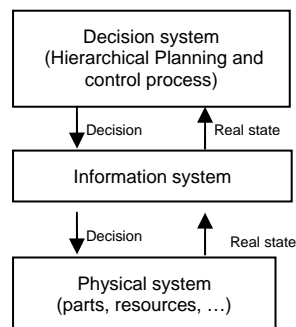 Decision system
(Hierarchical Planning and
control process)
Decision
Real state
Information system
Decision
Real state
Physical system
(parts, resources, …)